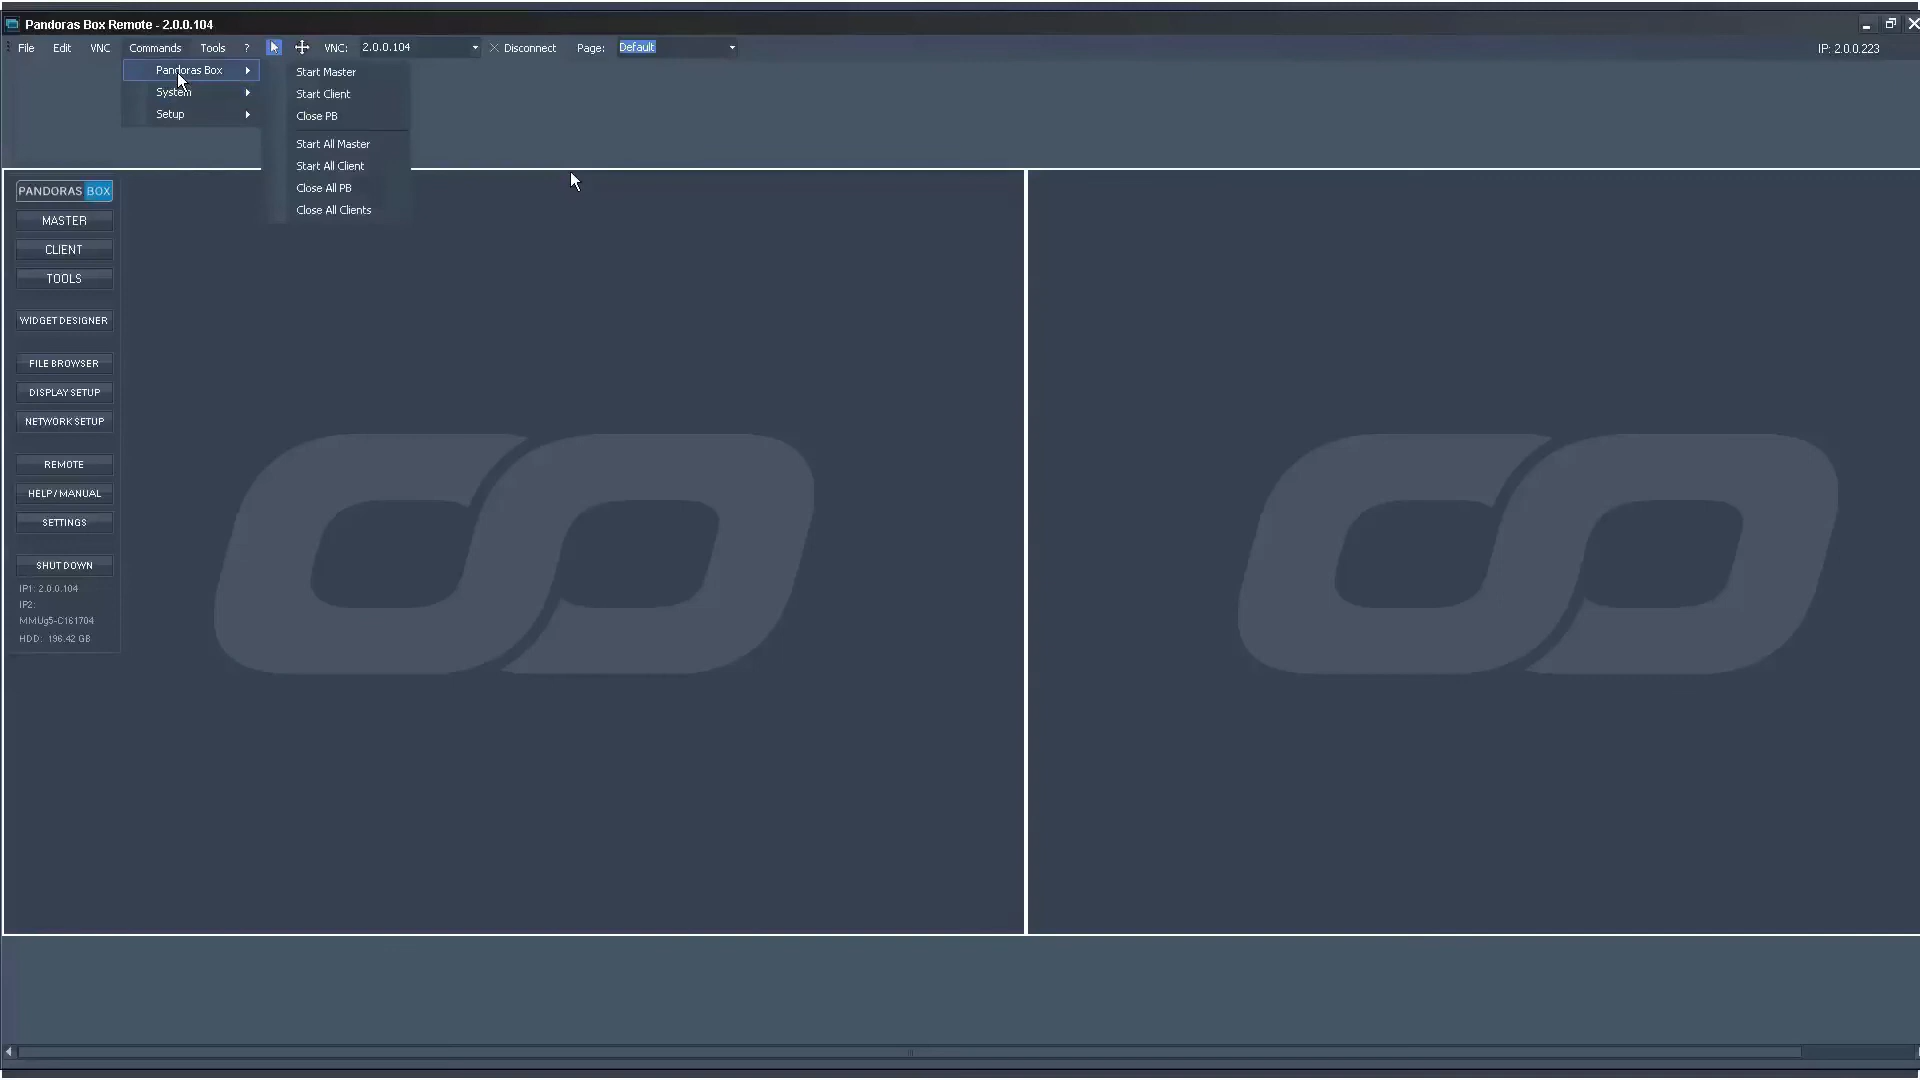 Pandoras Box Remote - 2.0.0.104
File Edit VNC Commands Tools ? VNC: 2.0.0.104 Disconnect Page: Default IP: 2.0.0.223
Pandoras Box
System
Setup
Start Master
Start Client
Close PB
Start All Master
Start All Client
Close All PB
Close All Clients
PANDORAS BOX
MASTER
CLIENT
TOOLS
WIDGET DESIGNER
FILE BROWSER
DISPLAY SETUP
NETWORK SETUP
REMOTE
HELP / MANUAL
SETTINGS
SHUT DOWN
IP1: 2.0.0.104
IP2:
MMUg5-C161704
HDD: 196.42 GB